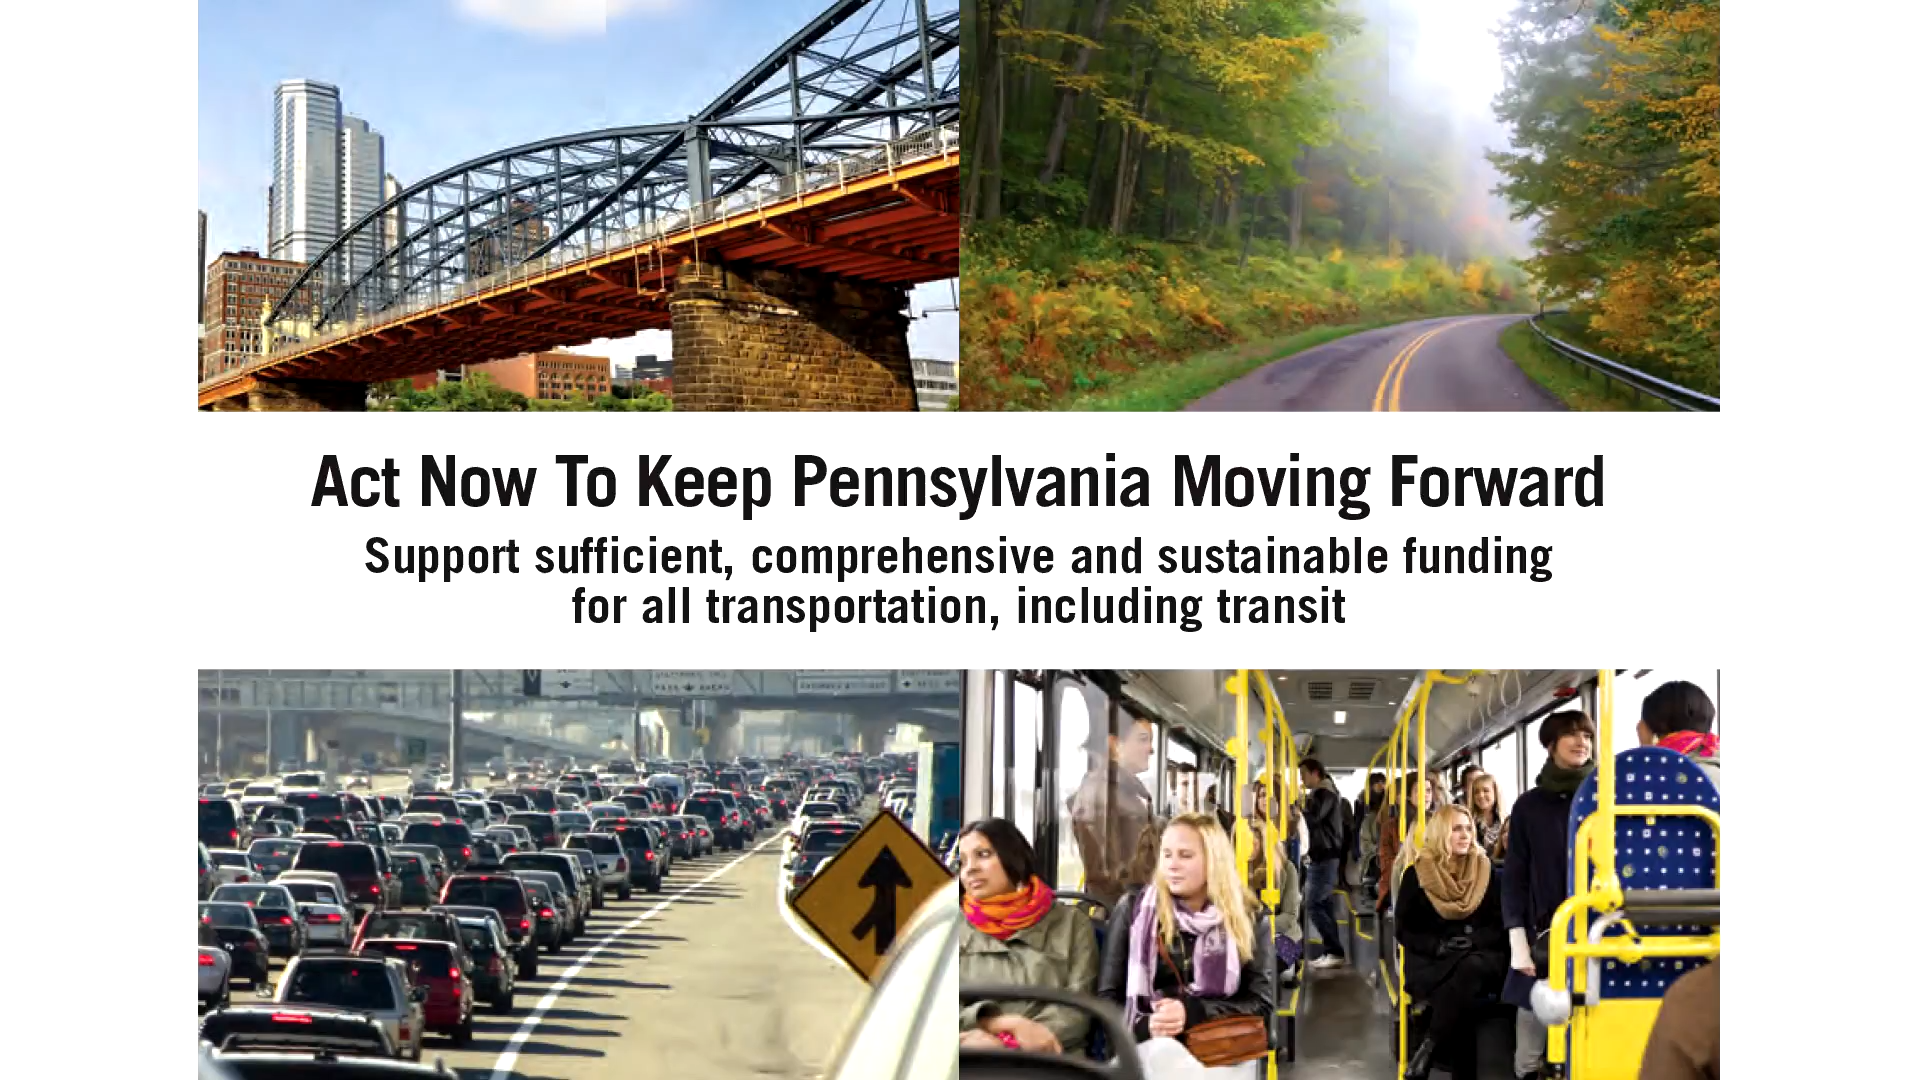 Act Now To Keep Pennsylvania Moving Forward
Support sufficient, comprehensive and sustainable funding
for all transportation, including transit